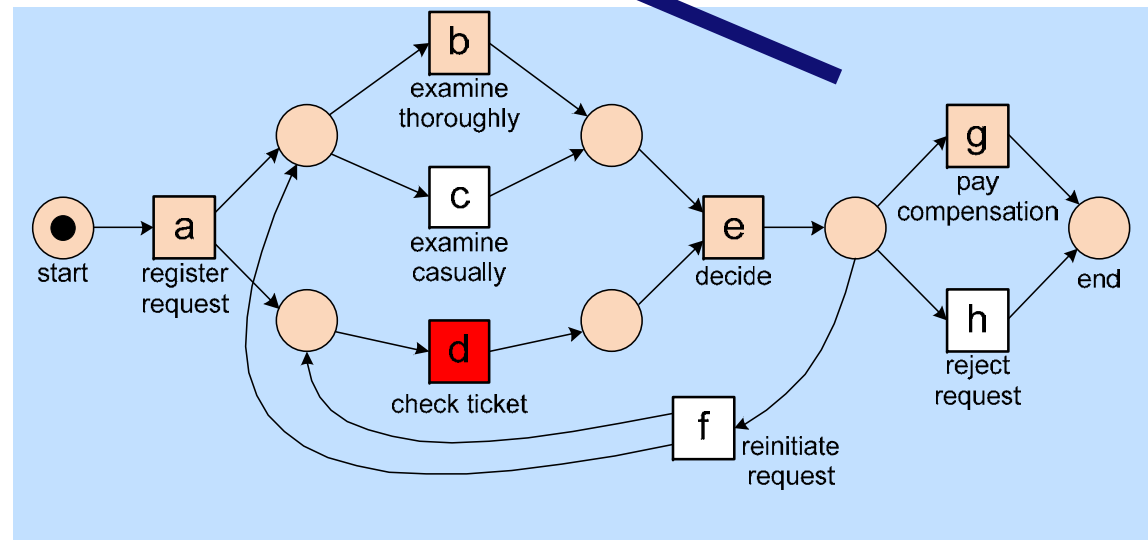 b
examine
thoroughly
g
pay
compensation
c
examine
casually
start
a
register
request
e
decide
end
h
reject
request
d
check ticket
f
reinitiate
request